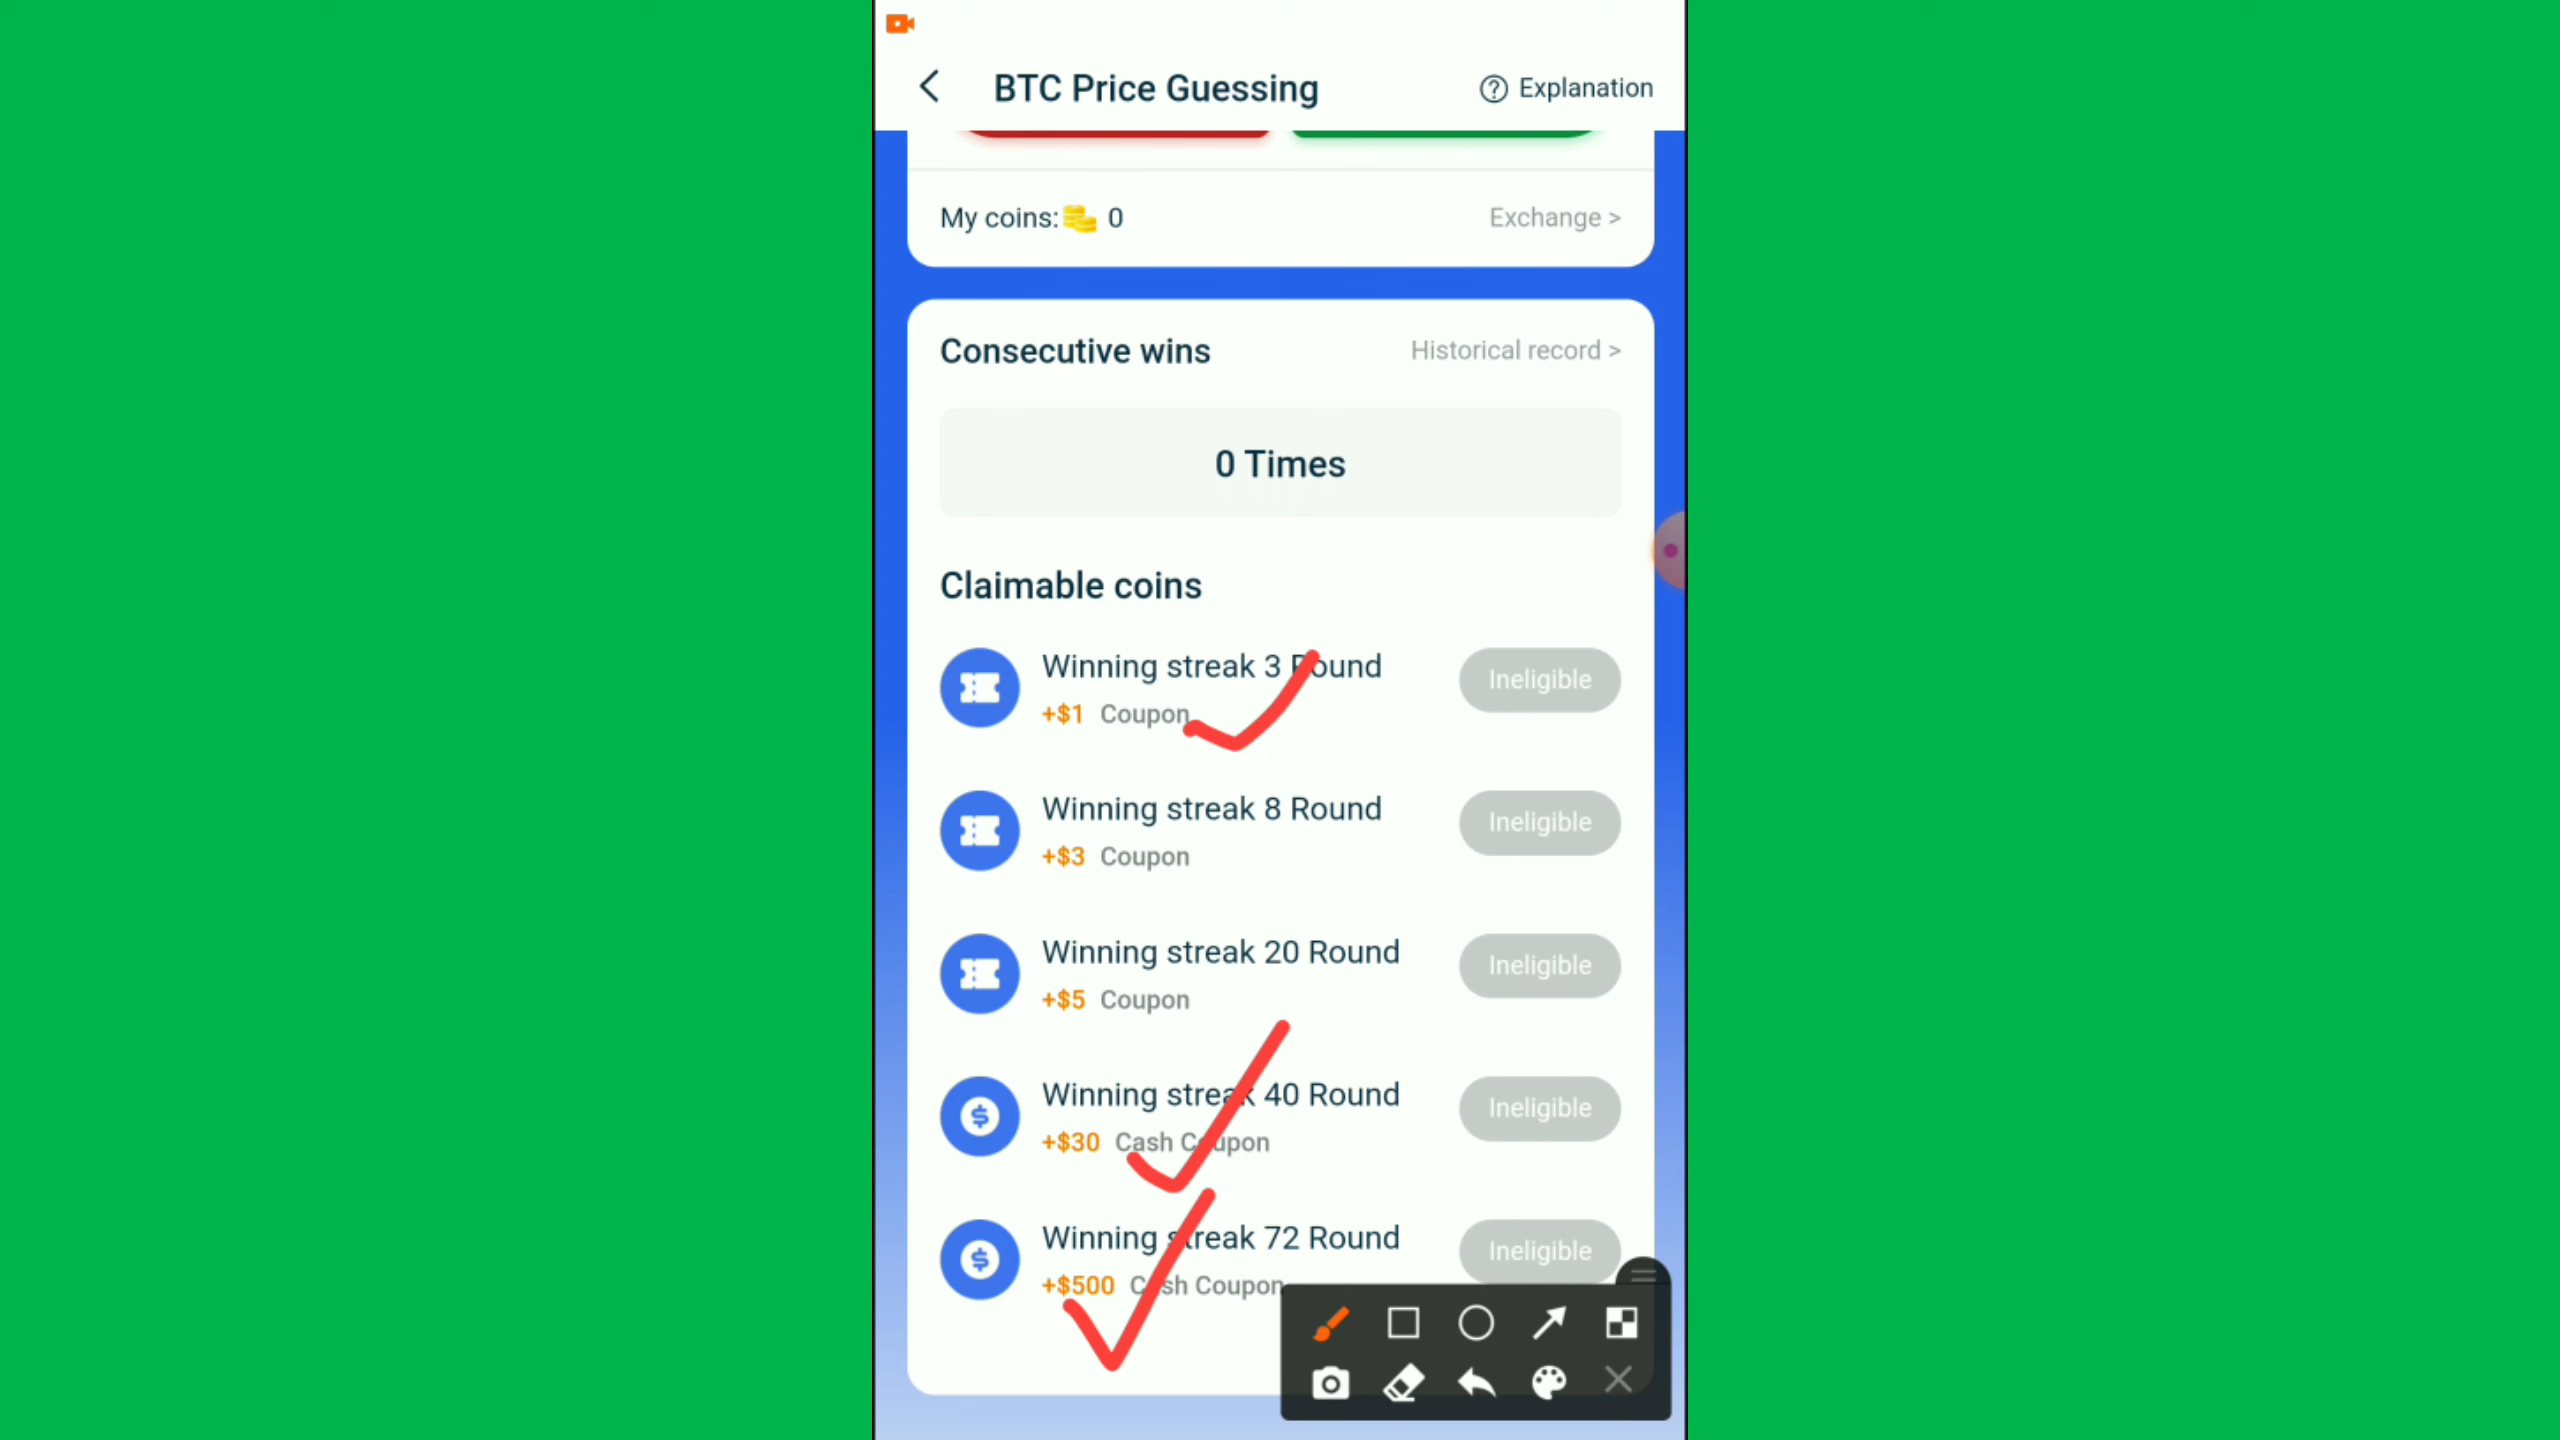 BTC Price Guessing
Explanation
My coins: 0
Exchange >
Consecutive wins
Historical record >
0 Times
Claimable coins
Winning streak 3 Round
+$1 Coupon
Ineligible
Winning streak 8 Round
+$3 Coupon
Ineligible
Winning streak 20 Round
+$5 Coupon
Ineligible
Winning streak 40 Round
+$30 Cash Coupon
Ineligible
Winning streak 72 Round
+$500 Cash Coupon
Ineligible